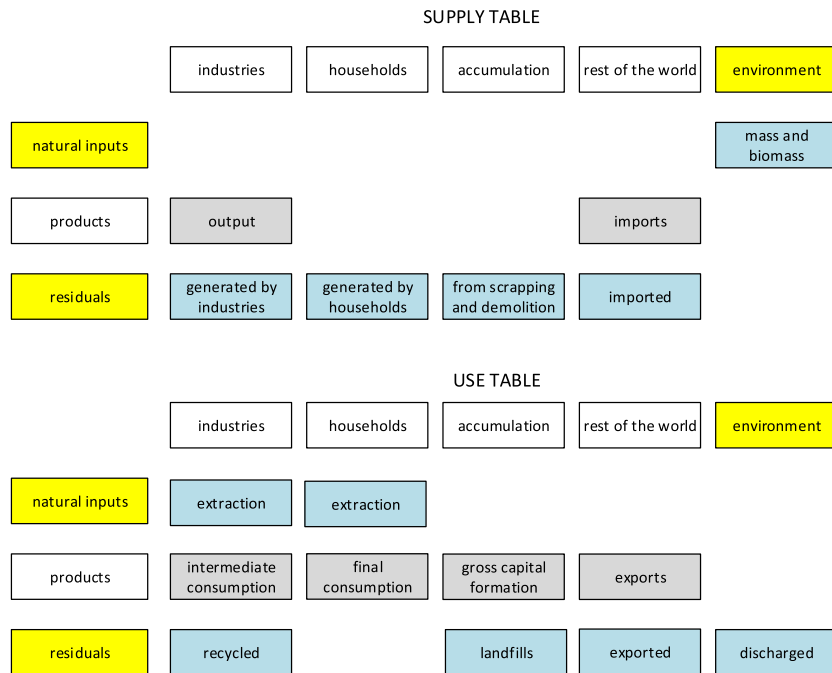 SUPPLY TABLE
industries
households
accumulation
rest of the world
environment
natural inputs
mass and
biomass
products
output
imports
residuals
generated by
industries
generated by
households
from scrapping
and demolition
imported
USE TABLE
industries
households
accumulation
rest of the world
environment
natural inputs
extraction
extraction
products
intermediate
consumption
final
consumption
gross capital
formation
exports
residuals
recycled
landfills
exported
discharged